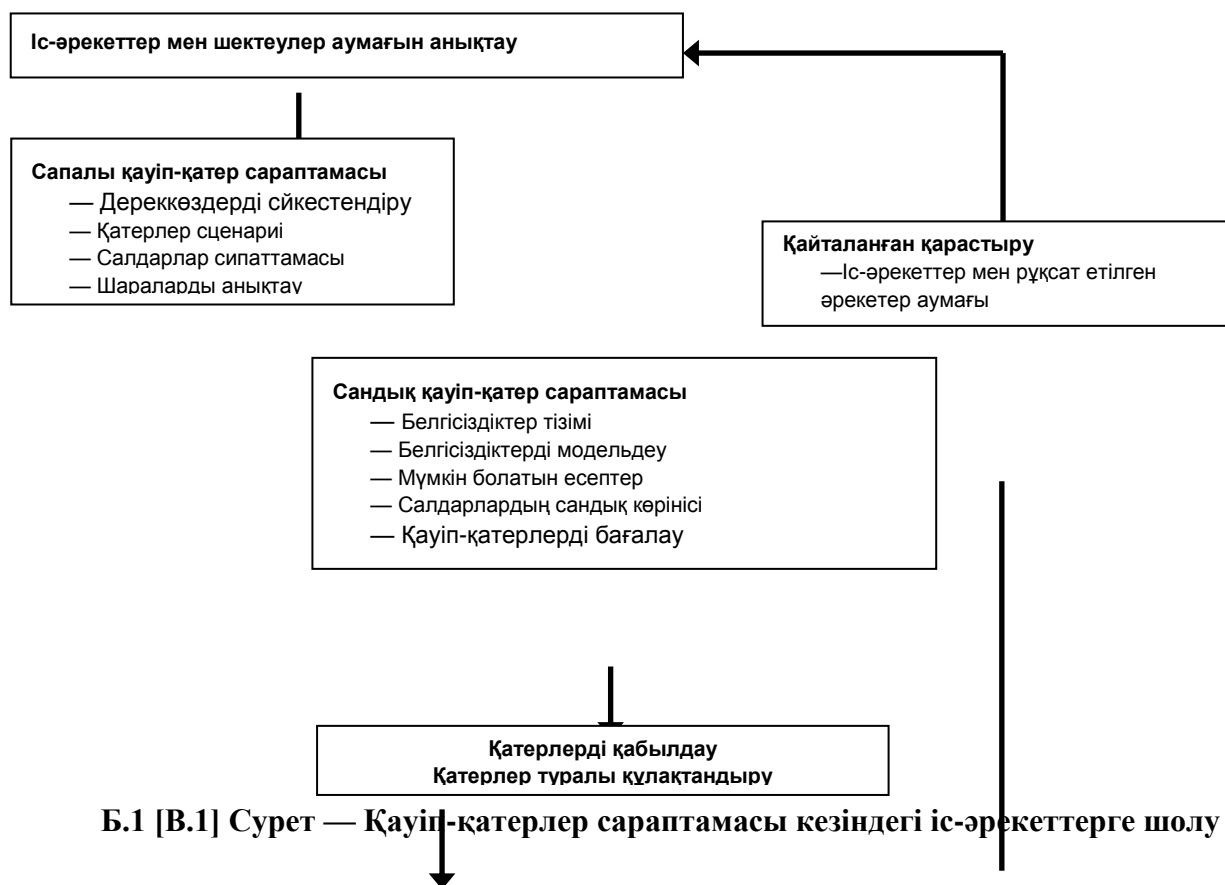 Іс-әрекеттер мен шектеулер аумағын анықтау
Сапалы қауіп-қатер сараптамасы
— Дереккөздерді сйкестендіру
— Қатерлер сценариі
— Салдарлар сипаттамасы
— Шараларды анықтау
Қайталанған қарастыру
—Іс-әрекеттер мен рұқсат етілген
әрекетер аумағы
Сандық қауіп-қатер сараптамасы
— Белгісіздіктер тізімі
— Белгісіздіктерді модельдеу
— Мүмкін болатын есептер
— Салдарлардың сандық көрінісі
— Қауіп-қатерлерді бағалау
Қатерлерді қабылдау
Қатерлер туралы құлақтандыру
Б.1 [В.1] Сурет — Қауіп-қатерлер сараптамасы кезіндегі іс-әрекеттерге шолу